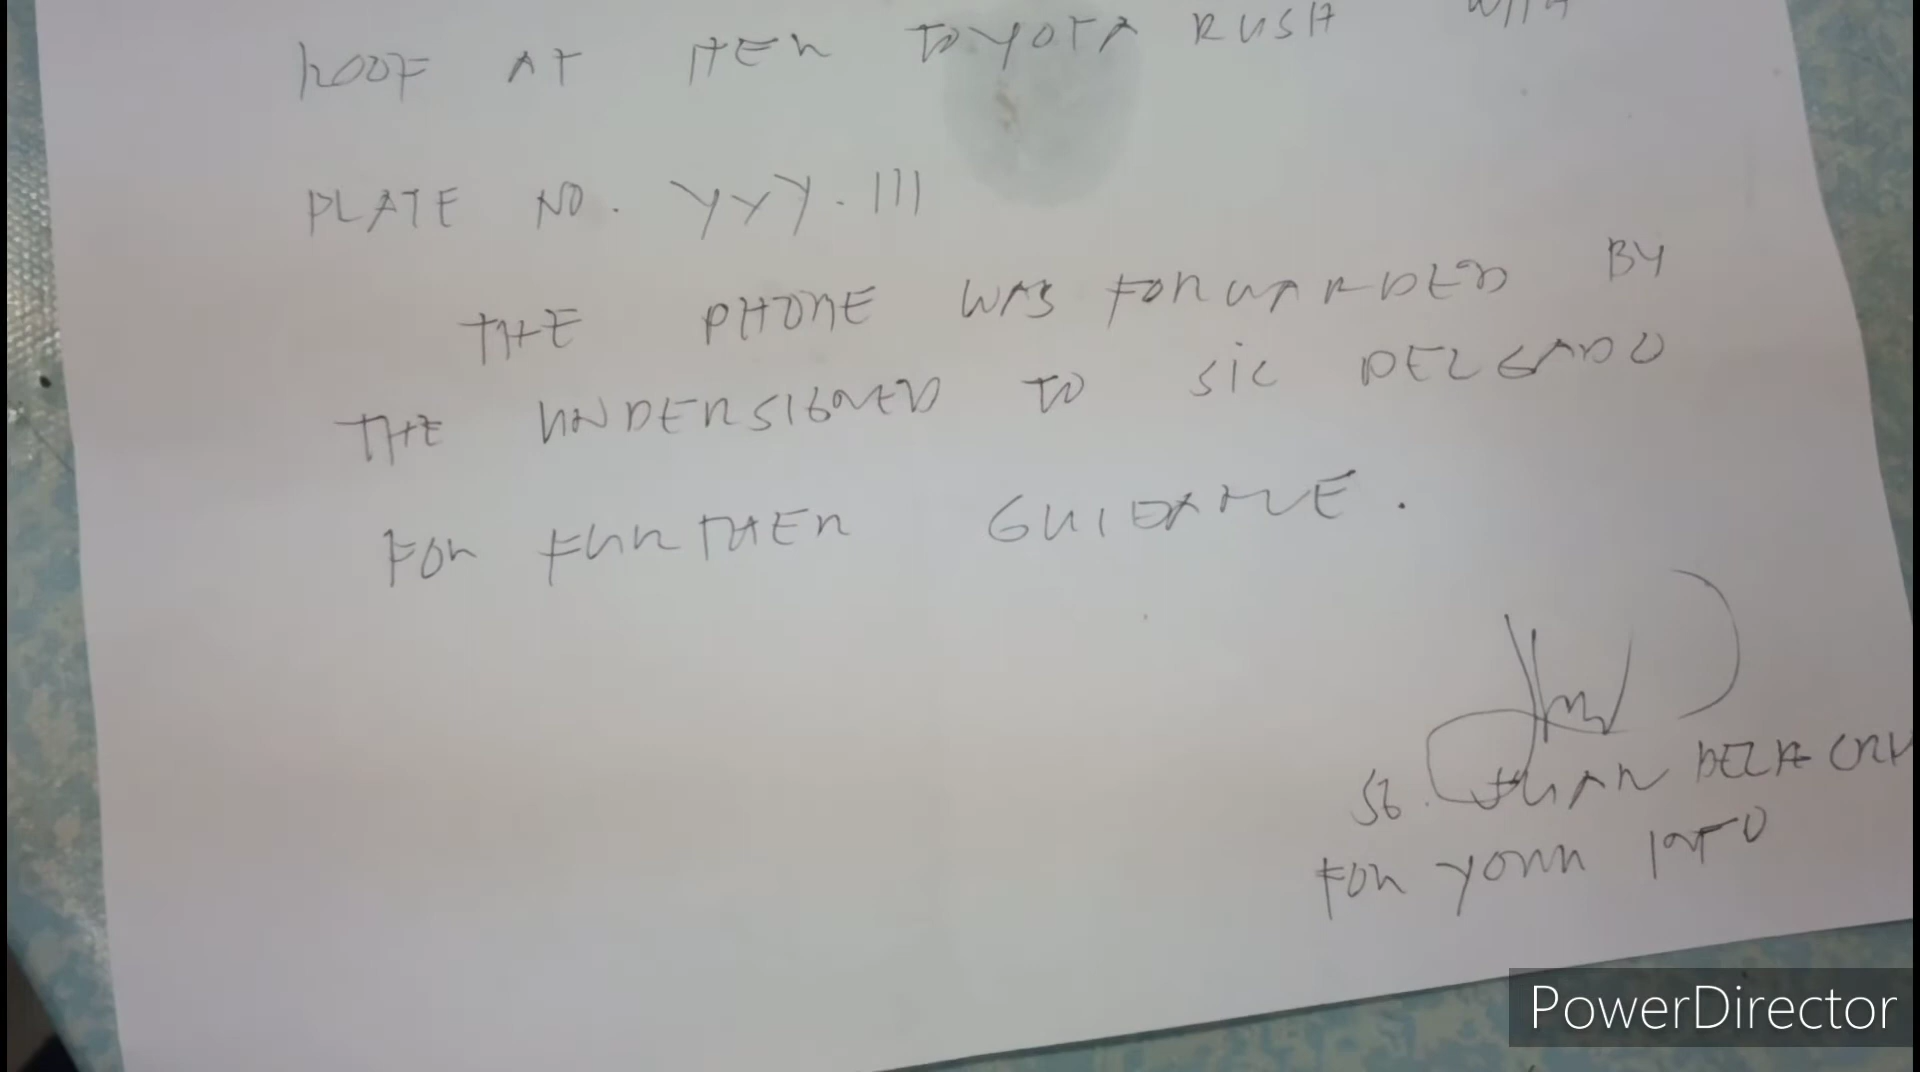 ROOF AT HER TOYOTA RUSH WITH
PLATE NO. YYY.111
THE PHONE WAS FORWARDED BY
THE UNDERSIGNED TO SIC DELGADO
FOR FURTHER GUIDANCE.
SG. JUAN DELA CRU
FOR YOUR INFO
PowerDirector